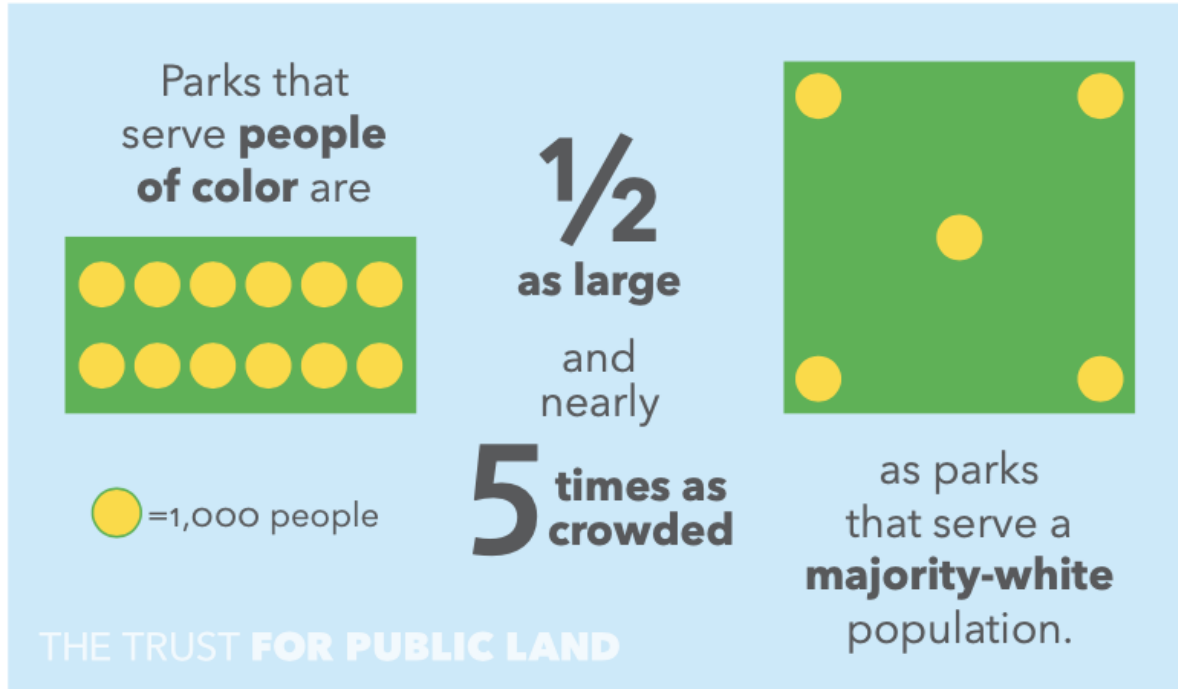 Parks that
serve people
of color are
=1,000 people
½
as large
and
nearly
5 times as
crowded
as parks
that serve a
majority-white
population.
THE TRUST FOR PUBLIC LAND